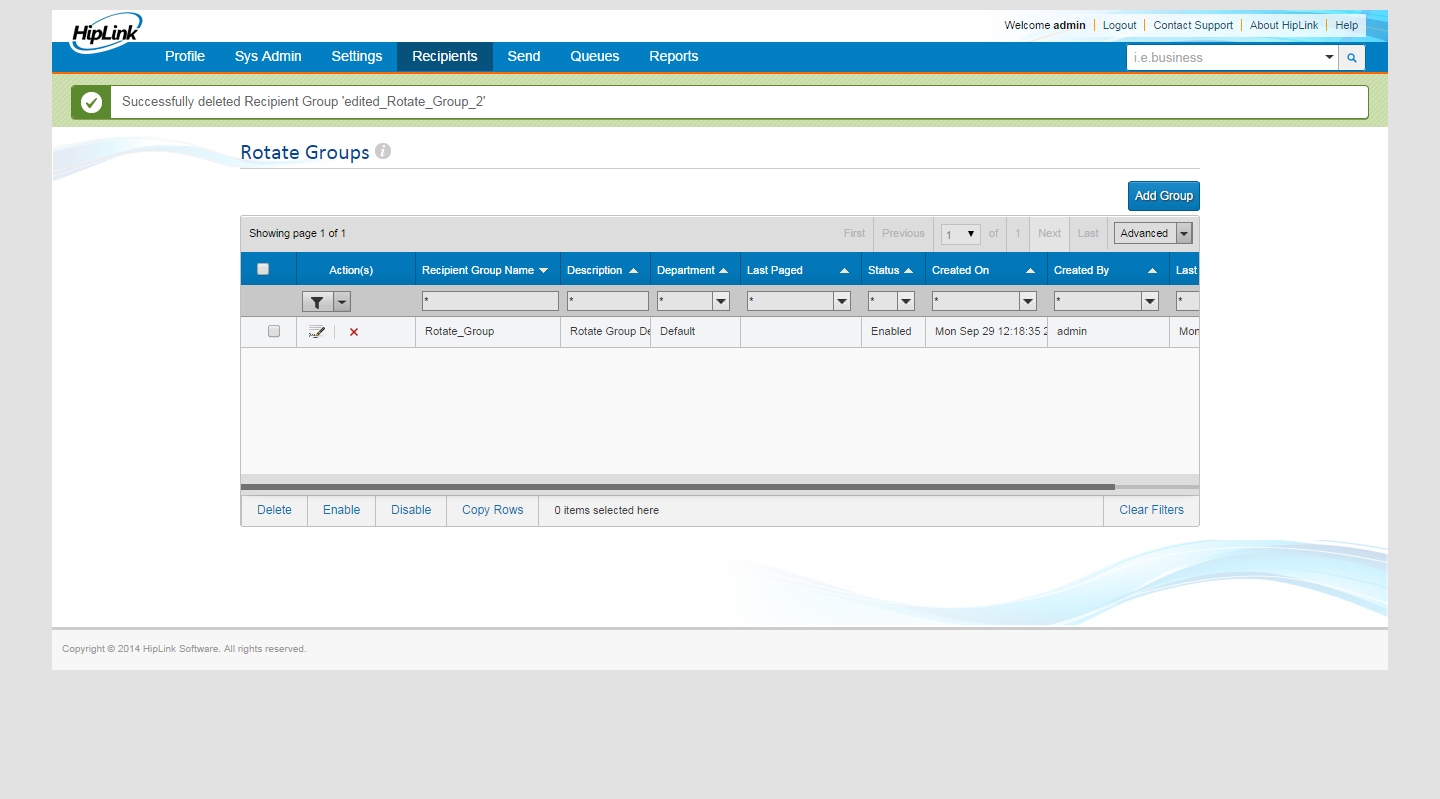 HipLink
Welcome admin Logout Contact Support About HipLink Help
Profile Sys Admin Settings Recipients Send Queues Reports i.e.business
Successfully deleted Recipient Group 'edited_Rotate_Group_2'
Rotate Groups i
Add Group
Showing page 1 of 1 First Previous 1 of 1 Next Last Advanced
Action(s) Recipient Group Name Description Department Last Paged Status Created On Created By Last
* * * * * * * *
Rotate_Group Rotate Group De Default Enabled Mon Sep 29 12:18:35 2 admin Mon
Delete Enable Disable Copy Rows 0 items selected here Clear Filters
Copyright © 2014 HipLink Software. All rights reserved.